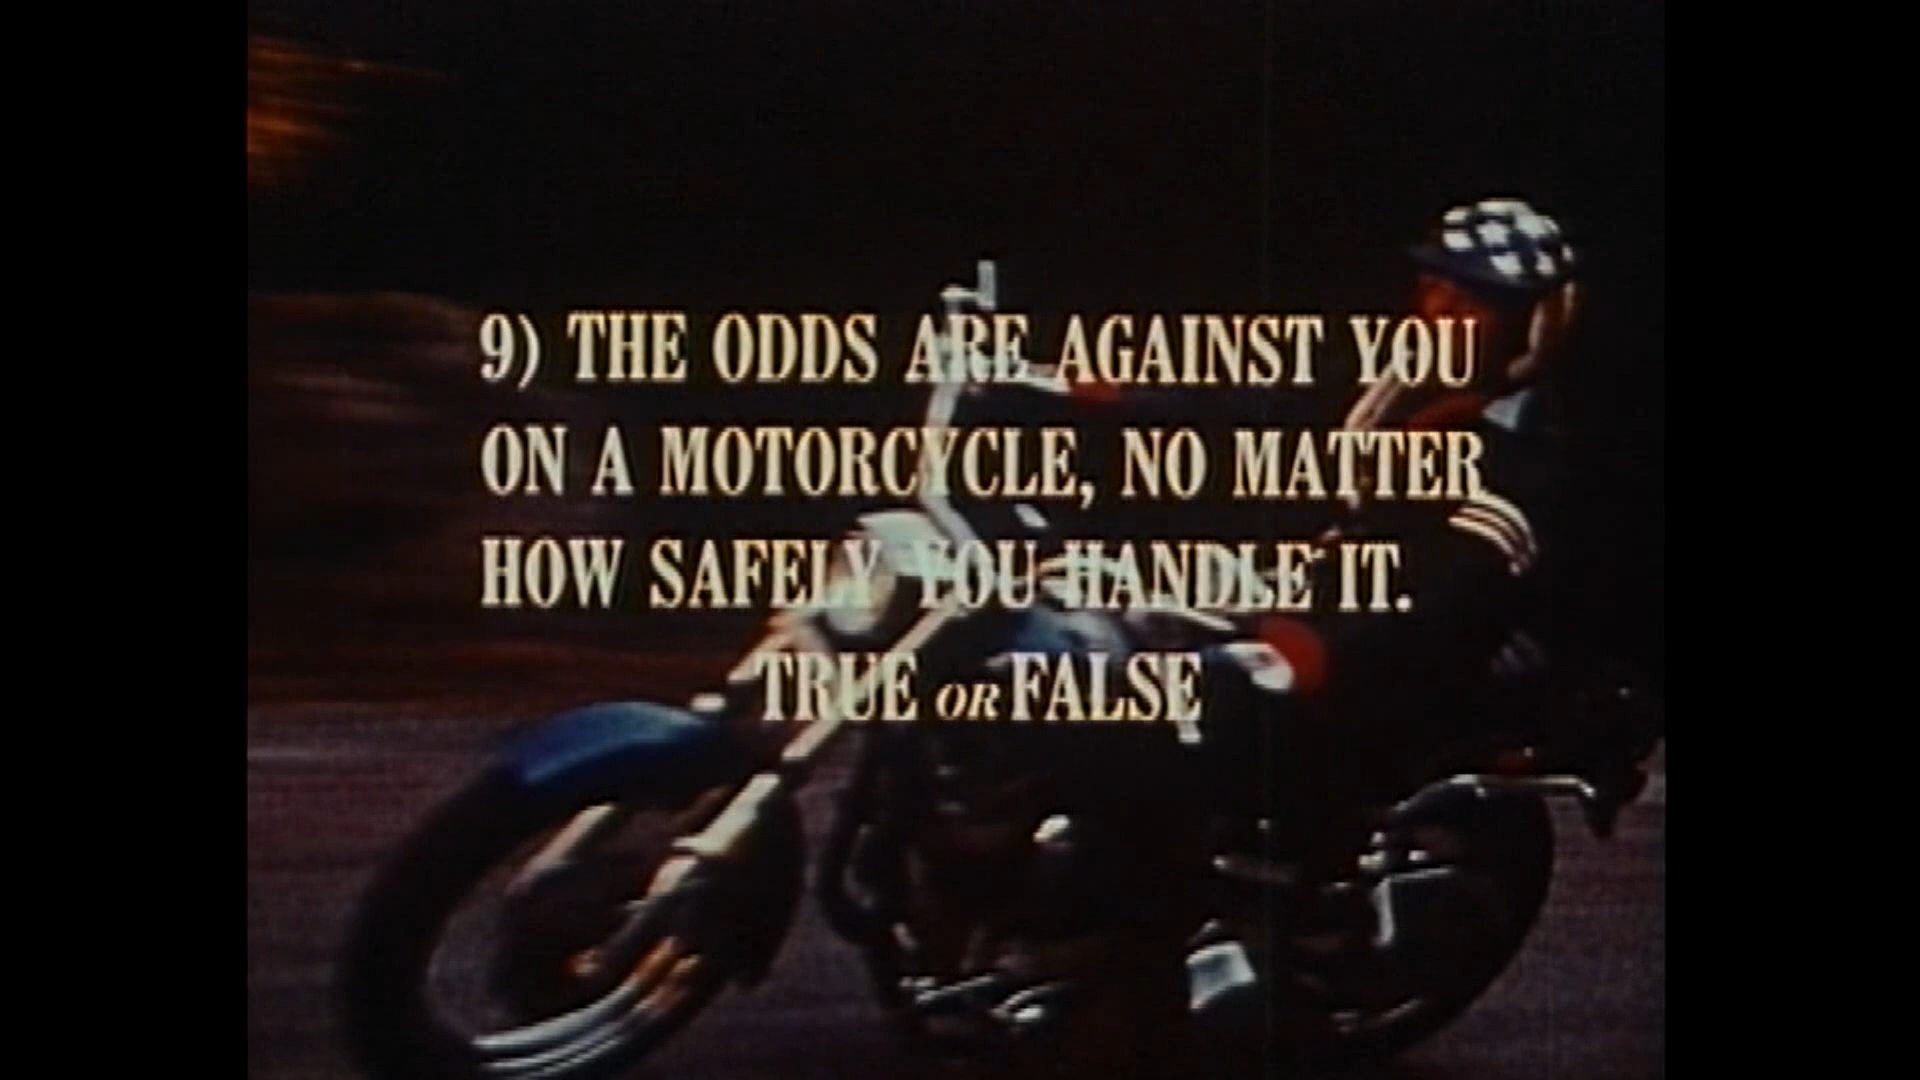 9) THE ODDS ARE AGAINST YOU
ON A MOTORCYCLE, NO MATTER
HOW SAFELY YOU HANDLE IT.
TRUE OR FALSE